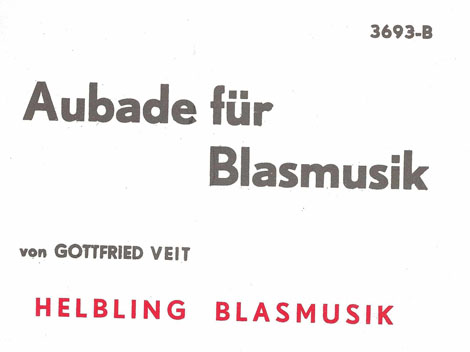 3693-B
Aubade für
Blasmusik
von GOTTFRIED VEIT
HELBLING BLASMUSIK